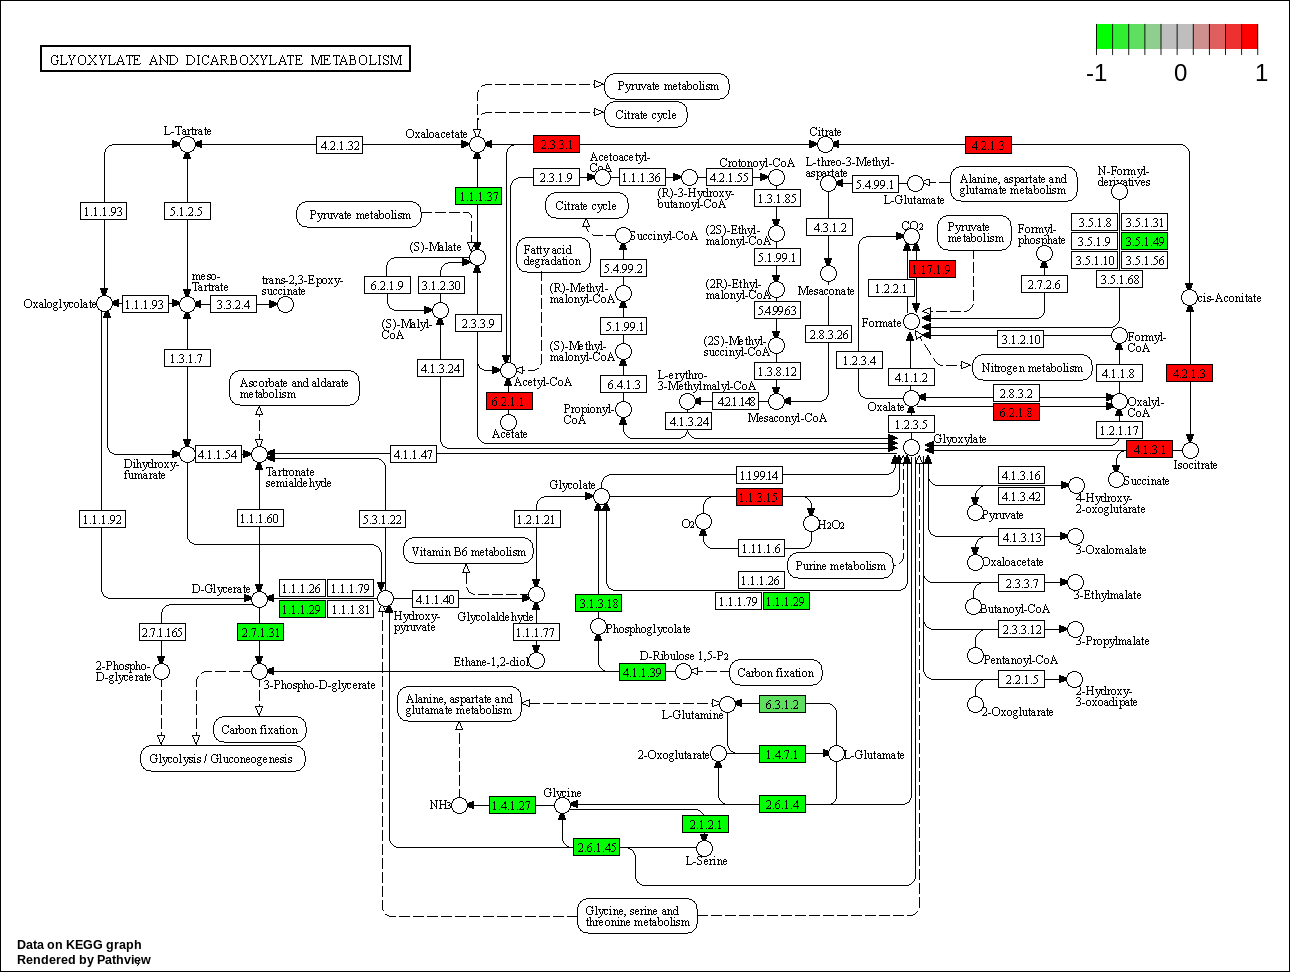 GLYOXYLATE AND DICARBOXYLATE METABOLISM
-1
0
1
Pyruvate metabolism
Citrate cycle
L-Tartrate
4.2.1.32
Oxaloacetate
2.3.3.1
Citrate
4.2.1.3
Acetoacetyl-
CoA
2.3.1.9
1.1.1.36
Crotonoyl-CoA
4.2.1.55
(R)-3-Hydroxy-
butanoyl-CoA
1.3.1.85
L-threo-3-Methyl-
aspartate
5.4.99.1
L-Glutamate
Alanine, aspartate and
glutamate metabolism
N-Formyl-
derivatives
1.1.1.93
5.1.2.5
1.1.1.37
Pyruvate metabolism
Citrate cycle
Succinyl-CoA
(2S)-Ethyl-
malonyl-CoA
4.3.1.2
CO2
Pyruvate
metabolism
Formyl-
phosphate
3.5.1.8
3.5.1.31
3.5.1.9
3.5.1.49
3.5.1.10
3.5.1.56
3.5.1.68
(S)-Malate
Fatty acid
degradation
5.4.99.2
5.1.99.1
1.17.1.9
1.2.2.1
2.7.2.6
meso-
Tartrate
trans-2,3-Epoxy-
succinate
6.2.1.9
3.1.2.30
(R)-Methyl-
malonyl-CoA
(2R)-Ethyl-
malonyl-CoA
Mesaconate
cis-Aconitate
Oxaloglycolate
1.1.1.93
3.3.2.4
(S)-Malyl-
CoA
2.3.3.9
5.1.99.1
5.4.99.63
2.8.3.26
Formate
3.1.2.10
Formyl-
CoA
1.3.1.7
4.1.3.24
(S)-Methyl-
malonyl-CoA
(2S)-Methyl-
succinyl-CoA
1.2.3.4
Nitrogen metabolism
Ascorbate and aldarate
metabolism
Acetyl-CoA
6.4.1.3
L-erythro-
3-Methylmalyl-CoA
1.3.8.12
4.1.1.2
4.1.1.8
4.2.1.3
6.2.1.1
Acetate
Propionyl-
CoA
4.2.1.148
4.1.3.24
Mesaconyl-CoA
Oxalate
2.8.3.2
6.2.1.8
Oxalyl-
CoA
1.2.3.5
1.2.1.17
Glyoxylate
4.1.3.1
Isocitrate
Dihydroxy-
fumarate
4.1.1.54
Tartronate
semialdehyde
4.1.1.47
Succinate
Glycolate
1.1.99.14
1.1.3.15
4.1.3.16
4.1.3.42
Pyruvate
4-Hydroxy-
2-oxoglutarate
1.1.1.92
1.1.1.60
5.3.1.22
1.2.1.21
O2
H2O2
1.11.1.6
4.1.3.13
Oxaloacetate
3-Oxalomalate
Vitamin B6 metabolism
Purine metabolism
D-Glycerate
1.1.1.26
1.1.1.79
1.1.1.29
1.1.1.81
4.1.1.40
Hydroxy-
pyruvate
Glycolaldehyde
3.1.3.18
1.1.1.26
1.1.1.79
1.1.1.29
2.3.3.7
Butanoyl-CoA
3-Ethylmalate
2.7.1.165
2.7.1.31
1.1.1.77
Phosphoglycolate
2.3.3.12
Pentanoyl-CoA
3-Propylmalate
2-Phospho-
D-glycerate
3-Phospho-D-glycerate
Ethane-1,2-diol
4.1.1.39
D-Ribulose 1,5-P2
Carbon fixation
2.2.1.5
2-Oxoglutarate
2-Hydroxy-
3-oxoadipate
Carbon fixation
Glycolysis / Gluconeogenesis
Alanine, aspartate and
glutamate metabolism
L-Glutamine
6.3.1.2
2-Oxoglutarate
1.4.7.1
L-Glutamate
NH3
1.4.1.27
Glycine
2.6.1.4
2.1.2.1
2.6.1.45
L-Serine
Glycine, serine and
threonine metabolism
Data on KEGG graph
Rendered by Pathview